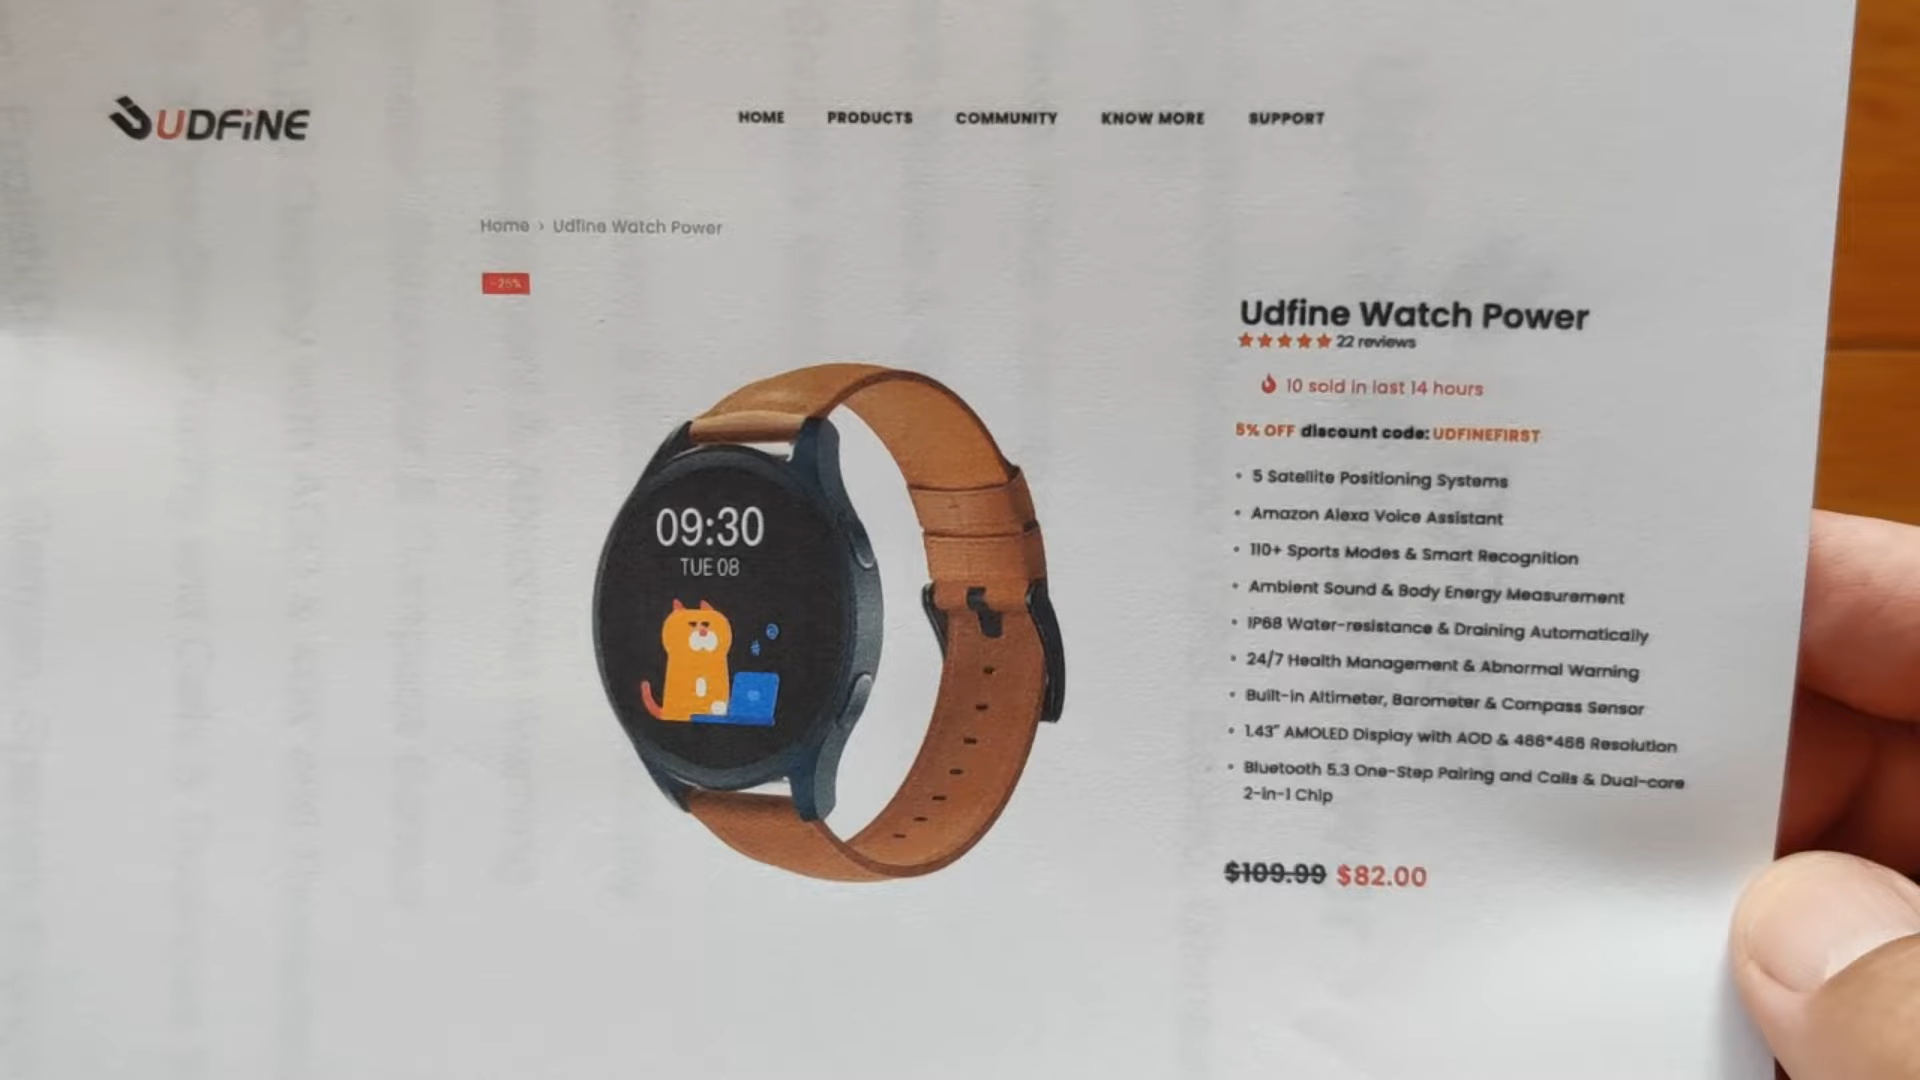 UDFINE
HOME PRODUCTS COMMUNITY KNOW MORE SUPPORT
Home › Udfine Watch Power
-25%
Udfine Watch Power
22 reviews
10 sold in last 14 hours
5% OFF discount code: UDFINEFIRST
• 5 Satellite Positioning Systems
• Amazon Alexa Voice Assistant
• 110+ Sports Modes & Smart Recognition
• Ambient Sound & Body Energy Measurement
• IP68 Water-resistance & Draining Automatically
• 24/7 Health Management & Abnormal Warning
• Built-in Altimeter, Barometer & Compass Sensor
• 1.43" AMOLED Display with AOD & 466*466 Resolution
• Bluetooth 5.3 One-Step Pairing and Calls & Dual-core
2-in-1 Chip
$109.99 $82.00
09:30
TUE 08